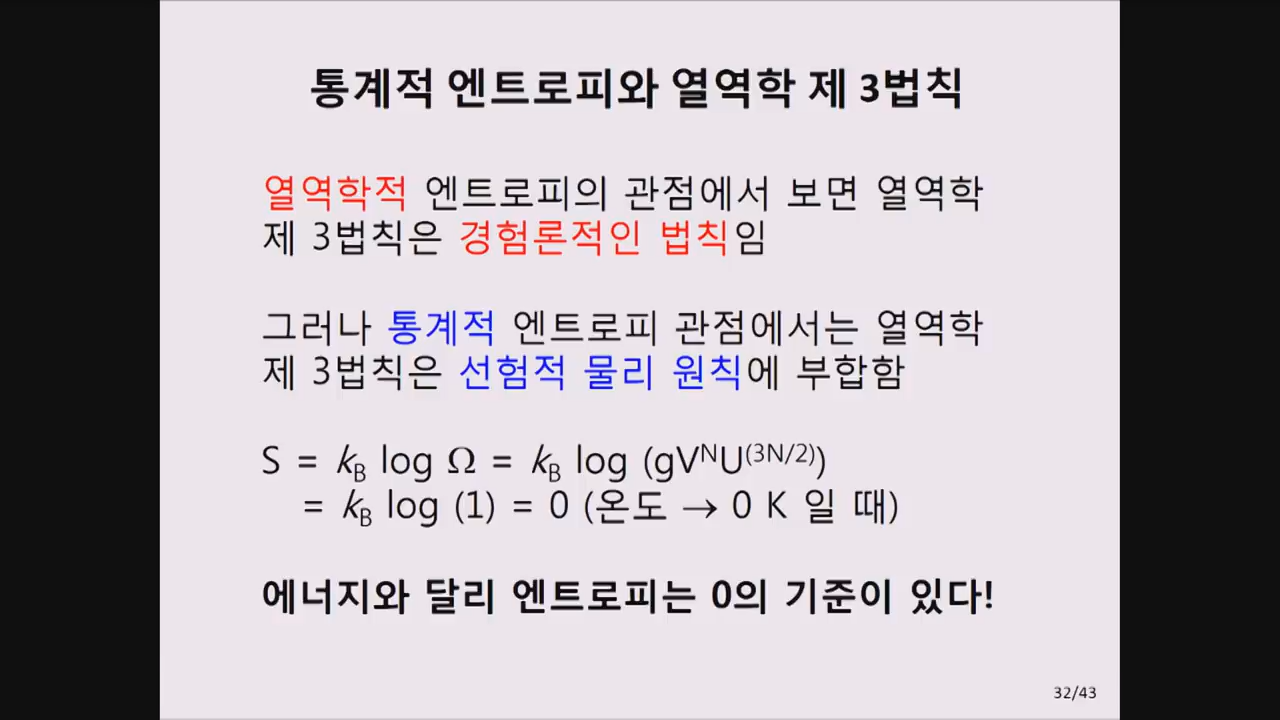 통계적 엔트로피와 열역학 제 3법칙
열역학적 엔트로피의 관점에서 보면 열역학
제 3법칙은 경험론적인 법칙임
그러나 통계적 엔트로피 관점에서는 열역학
제 3법칙은 선험적 물리 원칙에 부합함
S = k_B log Ω = k_B log (gV^N U^(3N/2))
= k_B log (1) = 0 (온도 → 0 K 일 때)
에너지와 달리 엔트로피는 0의 기준이 있다!
32/43